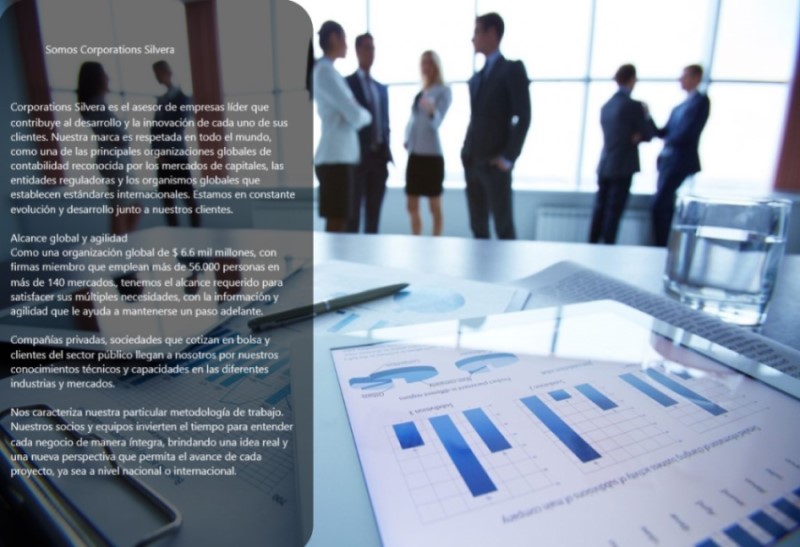 Somos Corporations Silvera
Corporations Silvera es el asesor de empresas líder que
contribuye al desarrollo y la innovación de cada uno de sus
clientes. Nuestra marca es respetada en todo el mundo,
como una de las principales organizaciones globales de
contabilidad reconocida por los mercados de capitales, las
entidades reguladoras y los organismos globales que
establecen estándares internacionales. Estamos en constante
evolución y desarrollo junto a nuestros clientes.
Alcance global y agilidad
Como una organización global de $ 6.6 mil millones, con
firmas miembro que emplean más de 56.000 personas en
más de 140 mercados., tenemos el alcance requerido para
satisfacer sus múltiples necesidades, con la información y
agilidad que le ayuda a mantenerse un paso adelante.
Compañías privadas, sociedades que cotizan en bolsa y
clientes del sector público llegan a nosotros por nuestros
conocimientos técnicos y capacidades en las diferentes
industrias y mercados.
Nos caracteriza nuestra particular metodología de trabajo.
Nuestros socios y equipos invierten el tiempo para entender
cada negocio de manera íntegra, brindando una idea real y
una nueva perspectiva que permita el avance de cada
proyecto, ya sea a nivel nacional o internacional.